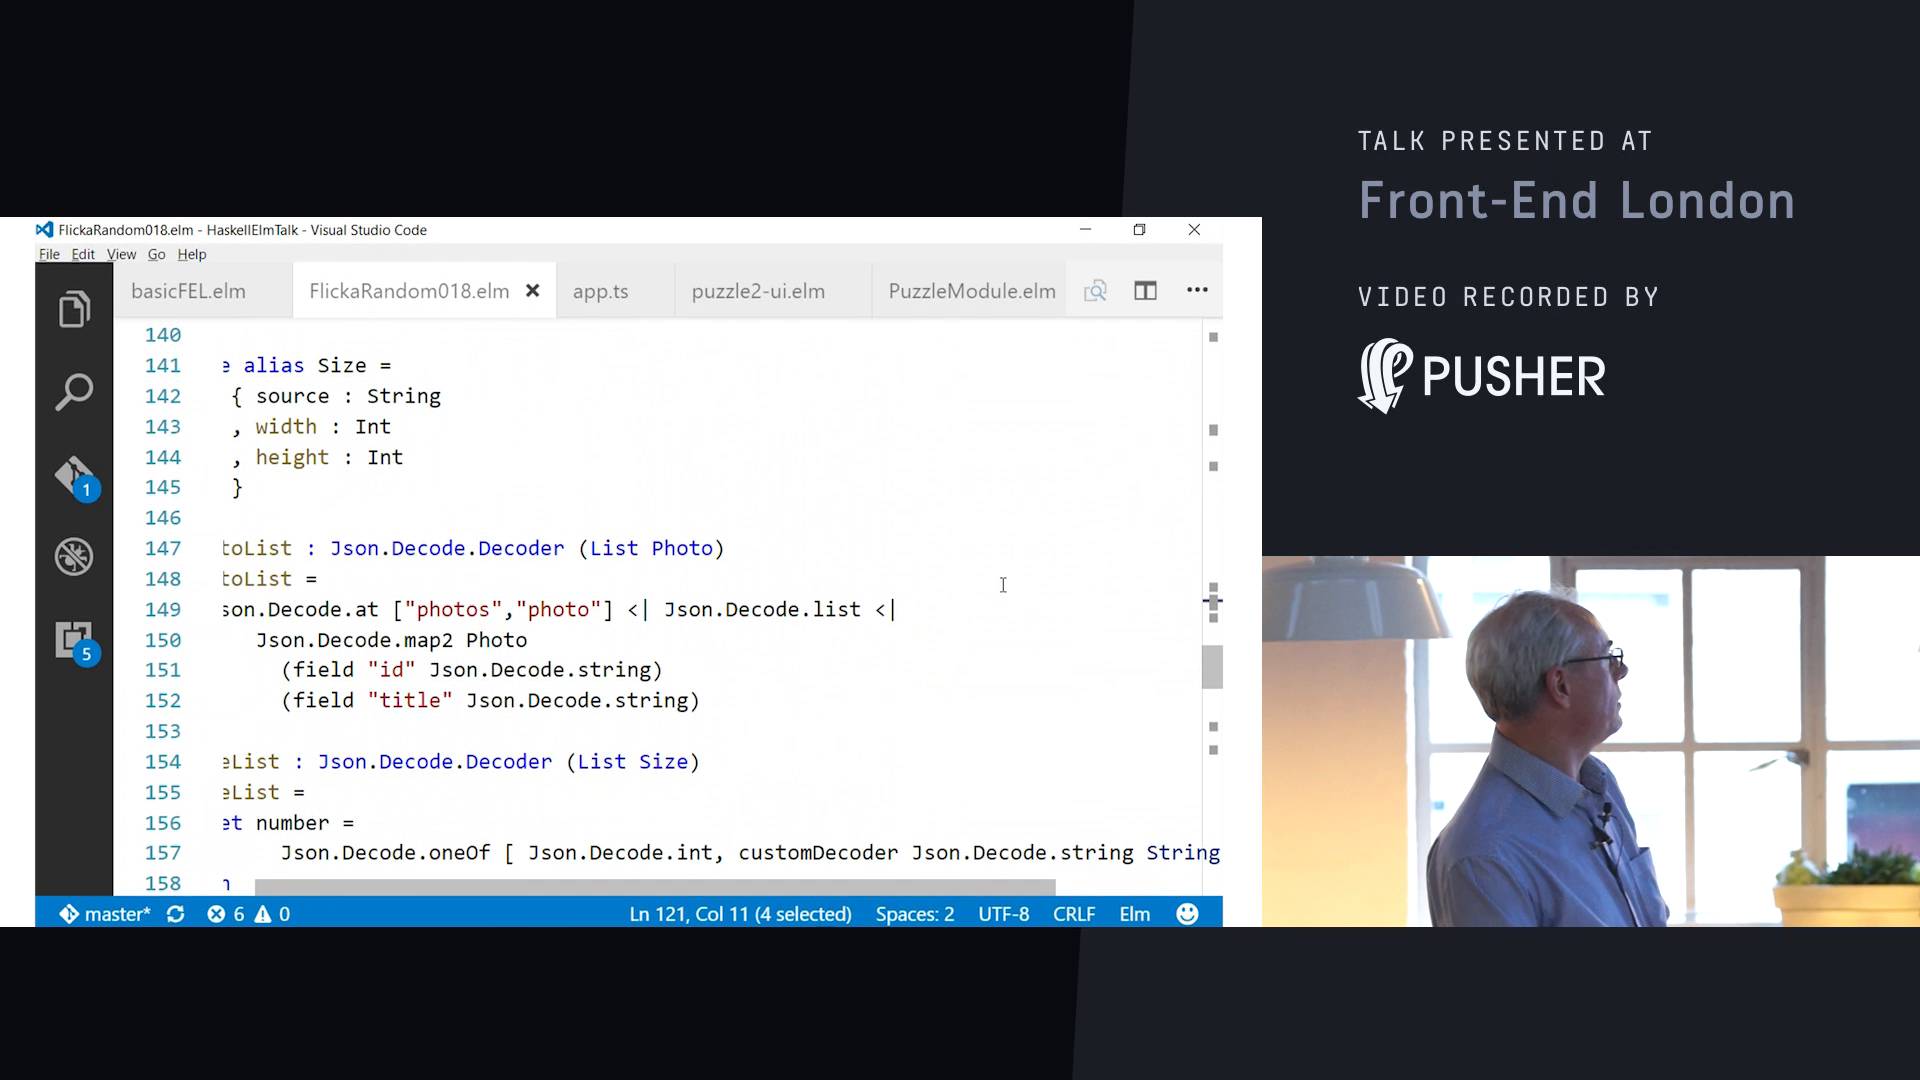 TALK PRESENTED AT
Front-End London
VIDEO RECORDED BY
PUSHER
FlickaRandom018.elm - HaskellElmTalk - Visual Studio Code
File Edit View Go Help
basicFEL.elm FlickaRandom018.elm app.ts puzzle2-ui.elm PuzzleModule.elm
140
141 e alias Size =
142 { source : String
143 , width : Int
144 , height : Int
145 }
146
147 toList : Json.Decode.Decoder (List Photo)
148 toList =
149 son.Decode.at ["photos","photo"] <| Json.Decode.list <|
150 Json.Decode.map2 Photo
151 (field "id" Json.Decode.string)
152 (field "title" Json.Decode.string)
153
154 eList : Json.Decode.Decoder (List Size)
155 eList =
156 et number =
157 Json.Decode.oneOf [ Json.Decode.int, customDecoder Json.Decode.string String
158 n
1
5
master* 6 0 Ln 121, Col 11 (4 selected) Spaces: 2 UTF-8 CRLF Elm